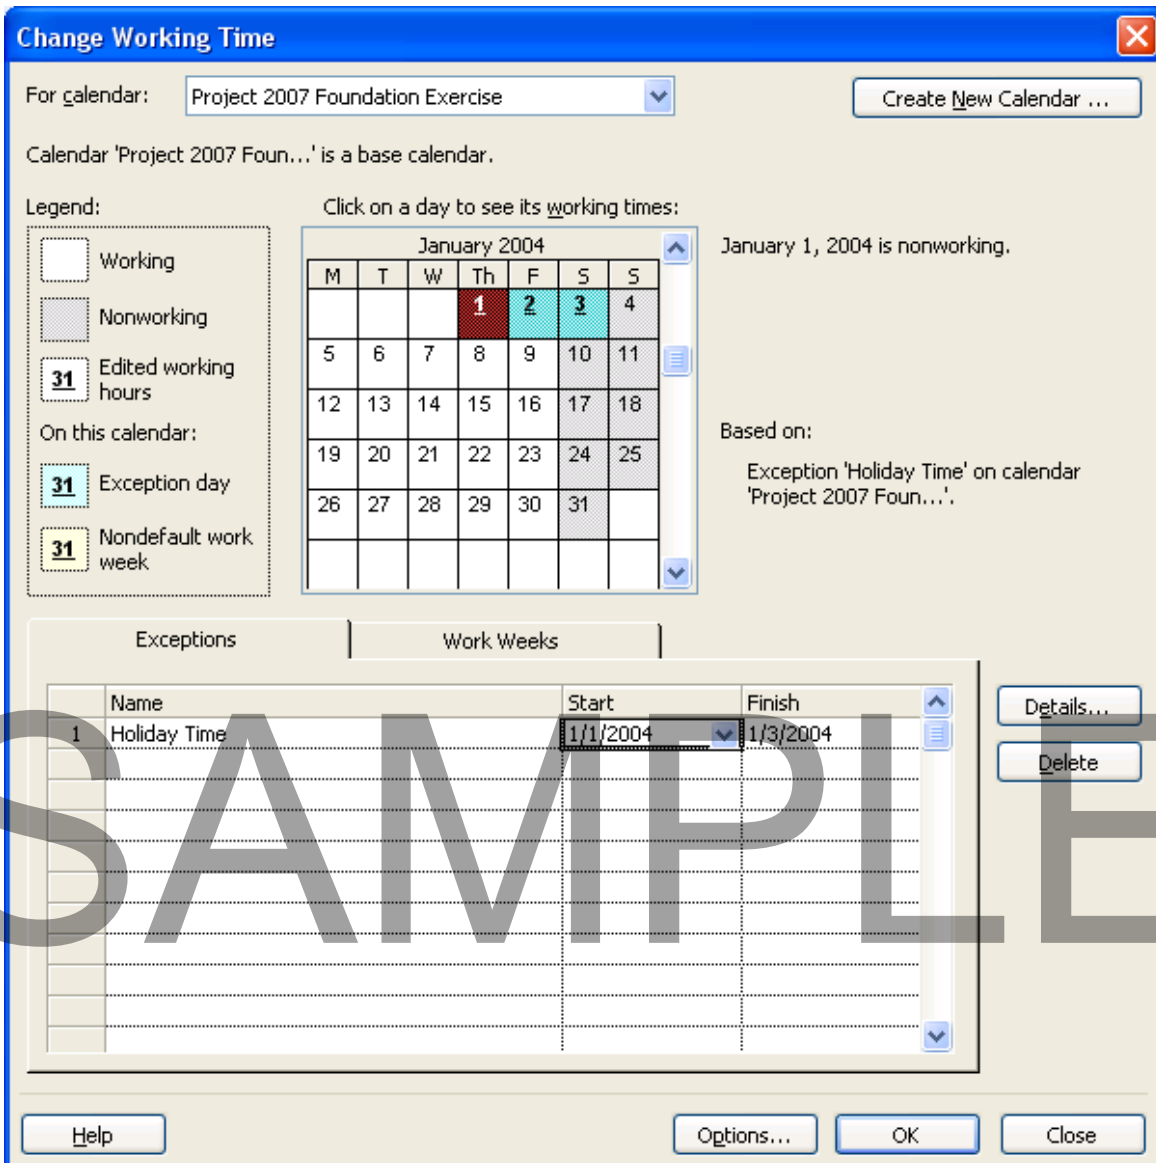 Change Working Time
For calendar: Project 2007 Foundation Exercise Create New Calendar ...
Calendar 'Project 2007 Foun...' is a base calendar.
Legend:
Working
Nonworking
31 Edited working
hours
On this calendar:
31 Exception day
31 Nondefault work
week
Click on a day to see its working times:
January 2004
M T W Th F S S
1 2 3 4
5 6 7 8 9 10 11
12 13 14 15 16 17 18
19 20 21 22 23 24 25
26 27 28 29 30 31
January 1, 2004 is nonworking.
Based on:
Exception 'Holiday Time' on calendar
'Project 2007 Foun...'.
Exceptions Work Weeks
Name Start Finish
1 Holiday Time 1/1/2004 1/3/2004
Details...
Delete
SAMPLE
Help Options... OK Close